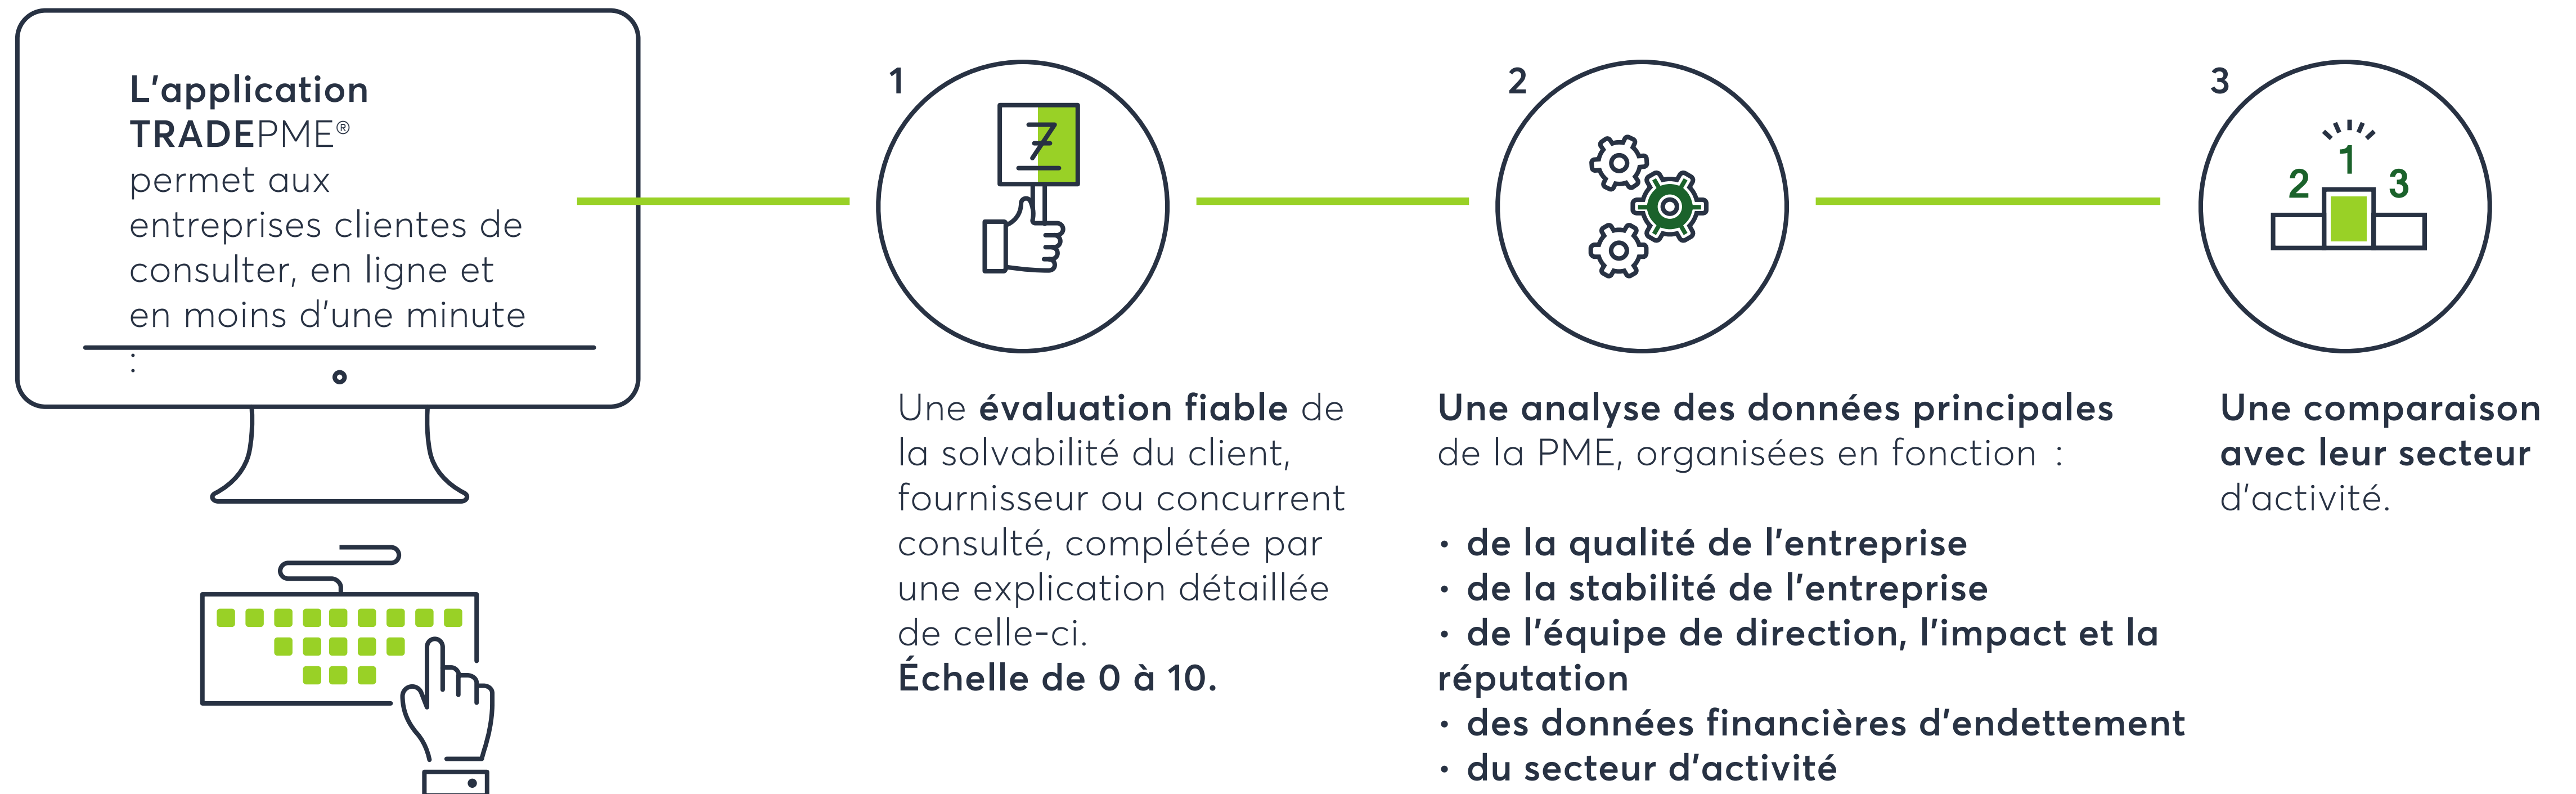 L'application
TRADEPME®
permet aux
entreprises clientes de
consulter, en ligne et
en moins d'une minute
:
1
7
Une évaluation fiable de
la solvabilité du client,
fournisseur ou concurrent
consulté, complétée par
une explication détaillée
de celle-ci.
Échelle de 0 à 10.
2
Une analyse des données principales
de la PME, organisées en fonction :
• de la qualité de l'entreprise
• de la stabilité de l'entreprise
• de l'équipe de direction, l'impact et la
réputation
• des données financières d'endettement
• du secteur d'activité
3
1
2 3
Une comparaison
avec leur secteur
d'activité.